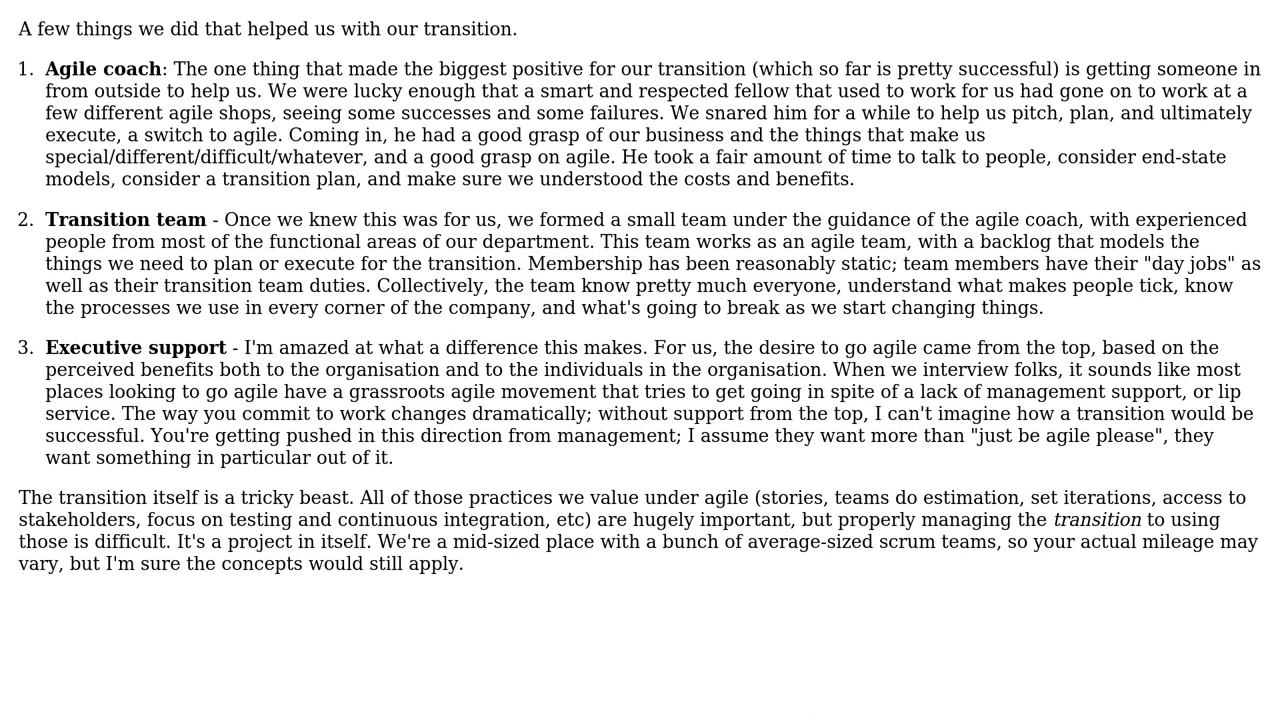 A few things we did that helped us with our transition.
1. Agile coach: The one thing that made the biggest positive for our transition (which so far is pretty successful) is getting someone in
from outside to help us. We were lucky enough that a smart and respected fellow that used to work for us had gone on to work at a
few different agile shops, seeing some successes and some failures. We snared him for a while to help us pitch, plan, and ultimately
execute, a switch to agile. Coming in, he had a good grasp of our business and the things that make us
special/different/difficult/whatever, and a good grasp on agile. He took a fair amount of time to talk to people, consider end-state
models, consider a transition plan, and make sure we understood the costs and benefits.
2. Transition team - Once we knew this was for us, we formed a small team under the guidance of the agile coach, with experienced
people from most of the functional areas of our department. This team works as an agile team, with a backlog that models the
things we need to plan or execute for the transition. Membership has been reasonably static; team members have their "day jobs" as
well as their transition team duties. Collectively, the team know pretty much everyone, understand what makes people tick, know
the processes we use in every corner of the company, and what's going to break as we start changing things.
3. Executive support - I'm amazed at what a difference this makes. For us, the desire to go agile came from the top, based on the
perceived benefits both to the organisation and to the individuals in the organisation. When we interview folks, it sounds like most
places looking to go agile have a grassroots agile movement that tries to get going in spite of a lack of management support, or lip
service. The way you commit to work changes dramatically; without support from the top, I can't imagine how a transition would be
successful. You're getting pushed in this direction from management; I assume they want more than "just be agile please", they
want something in particular out of it.
The transition itself is a tricky beast. All of those practices we value under agile (stories, teams do estimation, set iterations, access to
stakeholders, focus on testing and continuous integration, etc) are hugely important, but properly managing the transition to using
those is difficult. It's a project in itself. We're a mid-sized place with a bunch of average-sized scrum teams, so your actual mileage may
vary, but I'm sure the concepts would still apply.